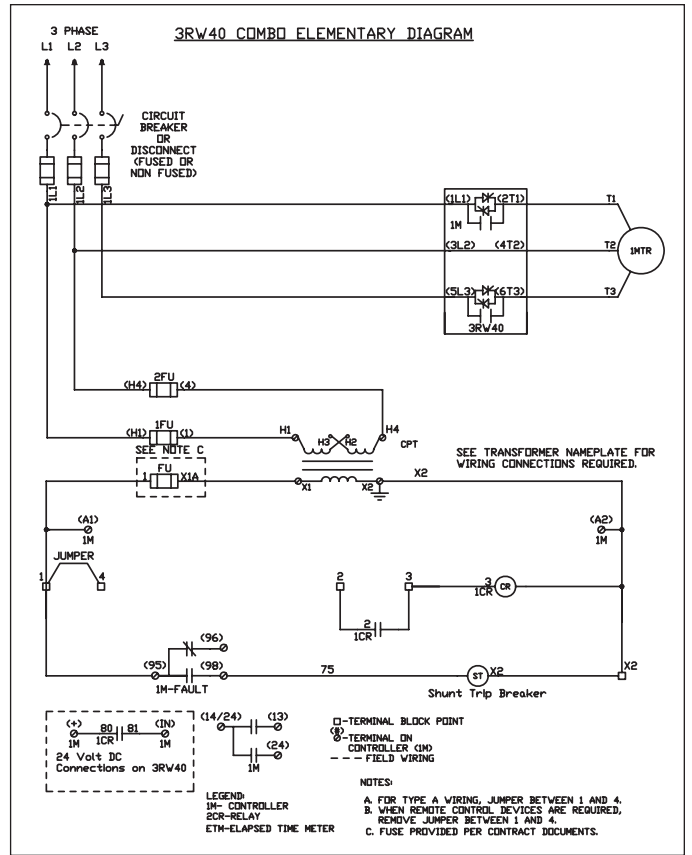 3RW40 COMBO ELEMENTARY DIAGRAM
3 PHASE
L1 L2 L3
CIRCUIT
BREAKER
OR
DISCONNECT
(FUSED OR
NON FUSED)
1L1 1L2 1L3
(1L1) (2T1) T1
1M
(3L2) (4T2) T2
1MTR
(5L3) (6T3) T3
3RW40
2FU
(H4) (4)
1FU
(H1) (1) H1 H3 H2 H4
CPT
SEE NOTE C
FU
1 X1A X1 X2 X2
SEE TRANSFORMER NAMEPLATE FOR
WIRING CONNECTIONS REQUIRED.
(A1)
1M
(A2)
1M
JUMPER
1 4 2 3 3
CR
1CR
2
1CR
(96)
(95) (98) 75 ST X2 X2
1M-FAULT
Shunt Trip Breaker
(+) 80 81 (IN)
1M 1CR 1M
24 Volt DC
Connections on 3RW40
(14/24) (13)
(24)
1M
□-TERMINAL BLOCK POINT
(#)
⊘-TERMINAL ON
CONTROLLER (1M)
---- FIELD WIRING
LEGEND:
1M- CONTROLLER
2CR-RELAY
ETM-ELAPSED TIME METER
NOTES:
A. FOR TYPE A WIRING, JUMPER BETWEEN 1 AND 4.
B. WHEN REMOTE CONTROL DEVICES ARE REQUIRED,
REMOVE JUMPER BETWEEN 1 AND 4.
C. FUSE PROVIDED PER CONTRACT DOCUMENTS.